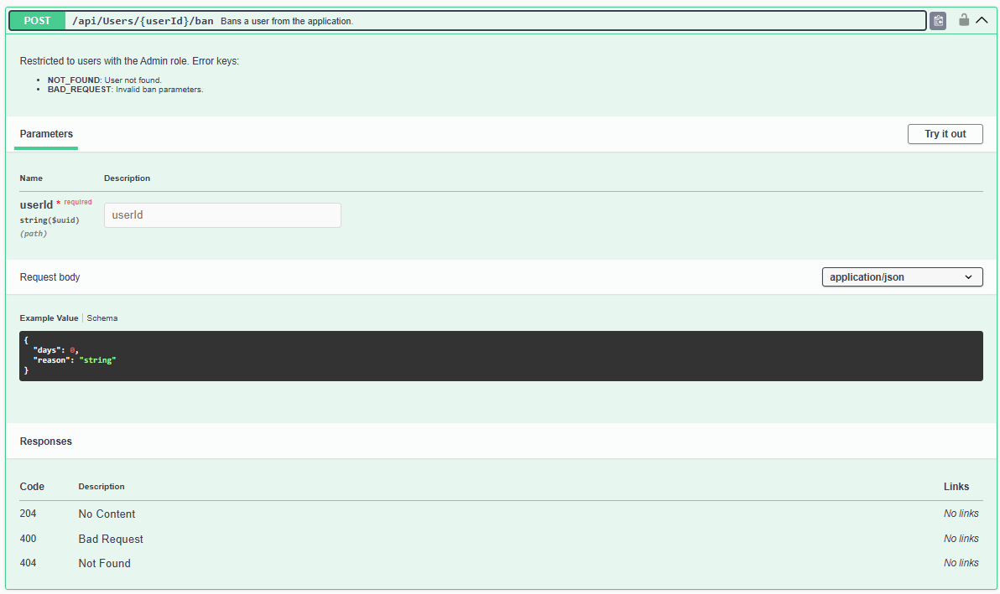 POST /api/Users/{userId}/ban Bans a user from the application.
Restricted to users with the Admin role. Error keys:
• NOT_FOUND: User not found.
• BAD_REQUEST: Invalid ban parameters.
Parameters Try it out
Name Description
userId * required userId
string($uuid)
(path)
Request body application/json
Example Value | Schema
{
  "days": 0,
  "reason": "string"
}
Responses
Code Description Links
204 No Content No links
400 Bad Request No links
404 Not Found No links